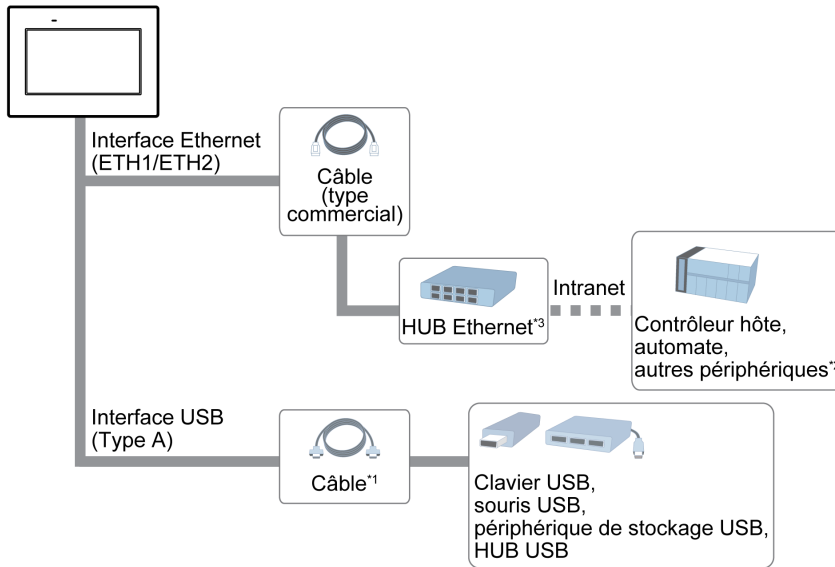 Interface Ethernet
(ETH1/ETH2)
Câble
(type
commercial)
HUB Ethernet*3
Intranet
Contrôleur hôte,
automate,
autres périphériques*
Interface USB
(Type A)
Câble*1
Clavier USB,
souris USB,
périphérique de stockage USB,
HUB USB